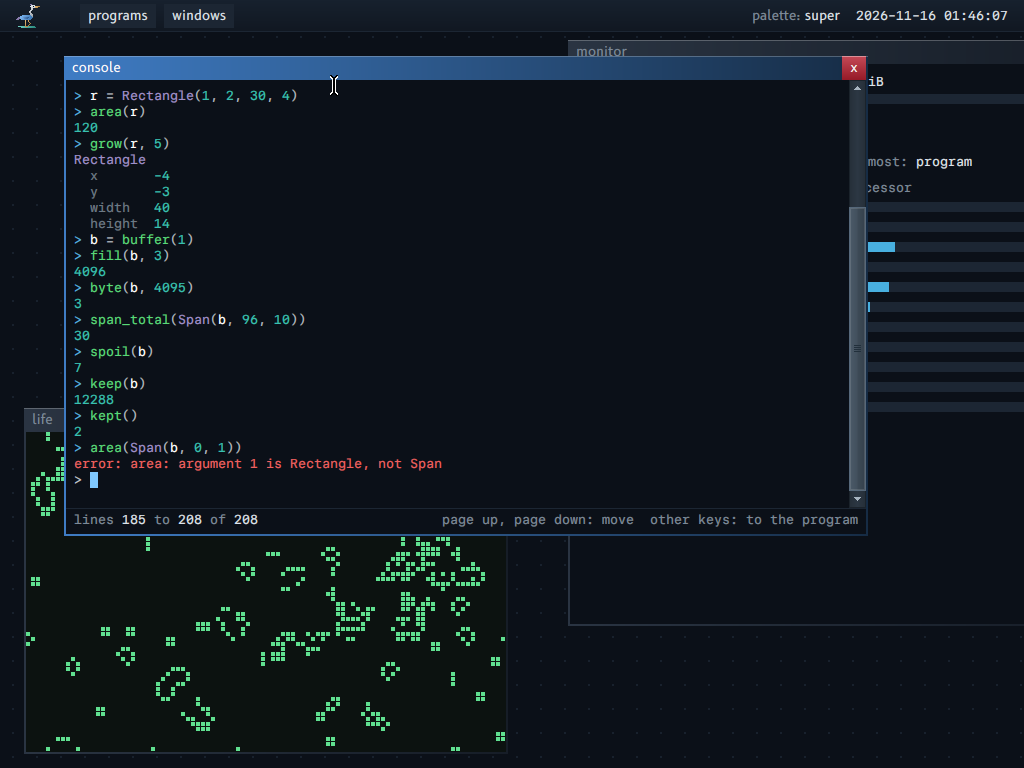 programs windows palette: super 2026-11-16 01:46:07
monitor
console x
iB
> r = Rectangle(1, 2, 30, 4)
> area(r)
120
> grow(r, 5)
Rectangle
x -4
y -3
width 40
height 14
> b = buffer(1)
> fill(b, 3)
4096
> byte(b, 4095)
3
> span_total(Span(b, 96, 10))
30
> spoil(b)
7
> keep(b)
12288
> kept()
2
> area(Span(b, 0, 1))
error: area: argument 1 is Rectangle, not Span
>
lines 185 to 208 of 208 page up, page down: move other keys: to the program
most: program
cessor
life